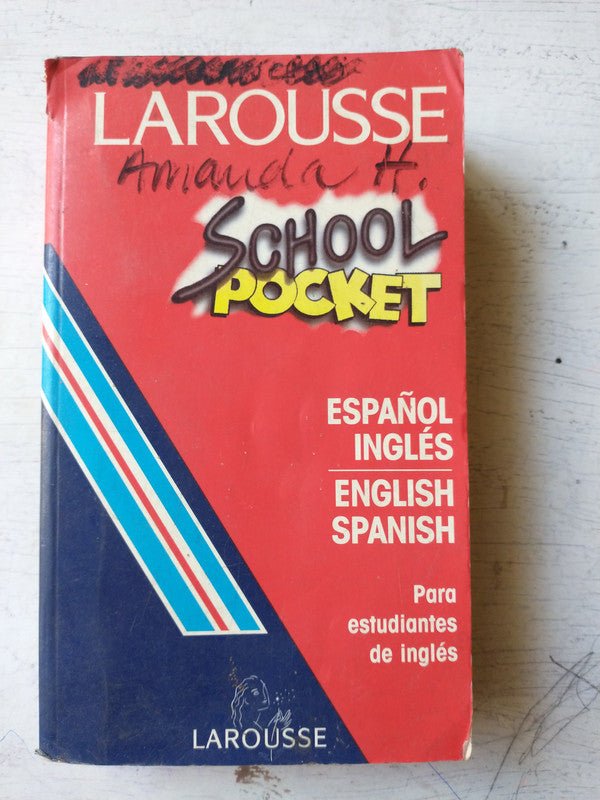 LAROUSSE
Amanda H.
SCHOOL
POCKET
ESPAÑOL
INGLÉS
ENGLISH
SPANISH
Para
estudiantes
de inglés
LAROUSSE